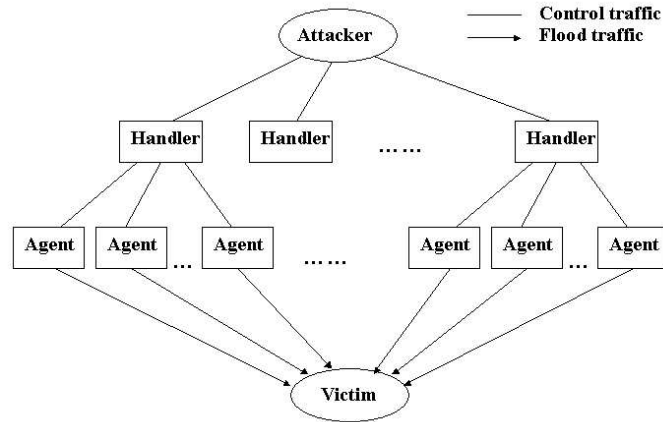 Control traffic
Flood traffic
Attacker
Handler
Handler
......
Handler
Agent
Agent
...
Agent
......
Agent
Agent
...
Agent
Victim